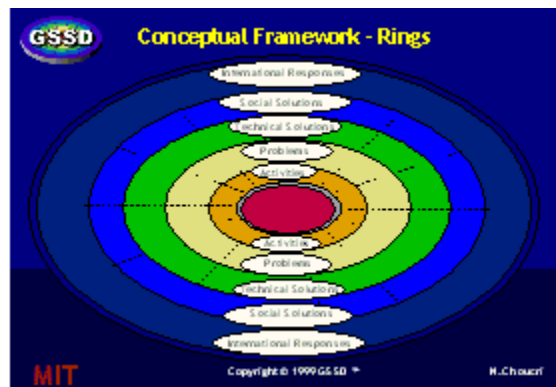 GSSD
Conceptual Framework - Rings
International Responses
Social Solutions
Technical Solutions
Problems
Activities
Activities
Problems
Technical Solutions
Social Solutions
International Responses
MIT
Copyright © 1999 GSSD ™
N.Choucri